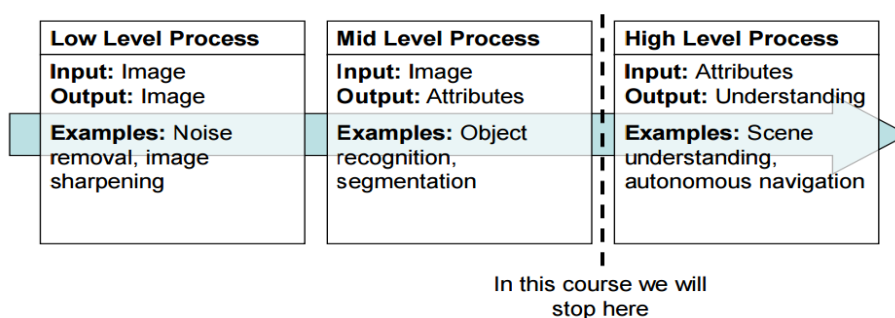 Low Level Process
Input: Image
Output: Image
Examples: Noise
removal, image
sharpening
Mid Level Process
Input: Image
Output: Attributes
Examples: Object
recognition,
segmentation
High Level Process
Input: Attributes
Output: Understanding
Examples: Scene
understanding,
autonomous navigation
In this course we will
stop here